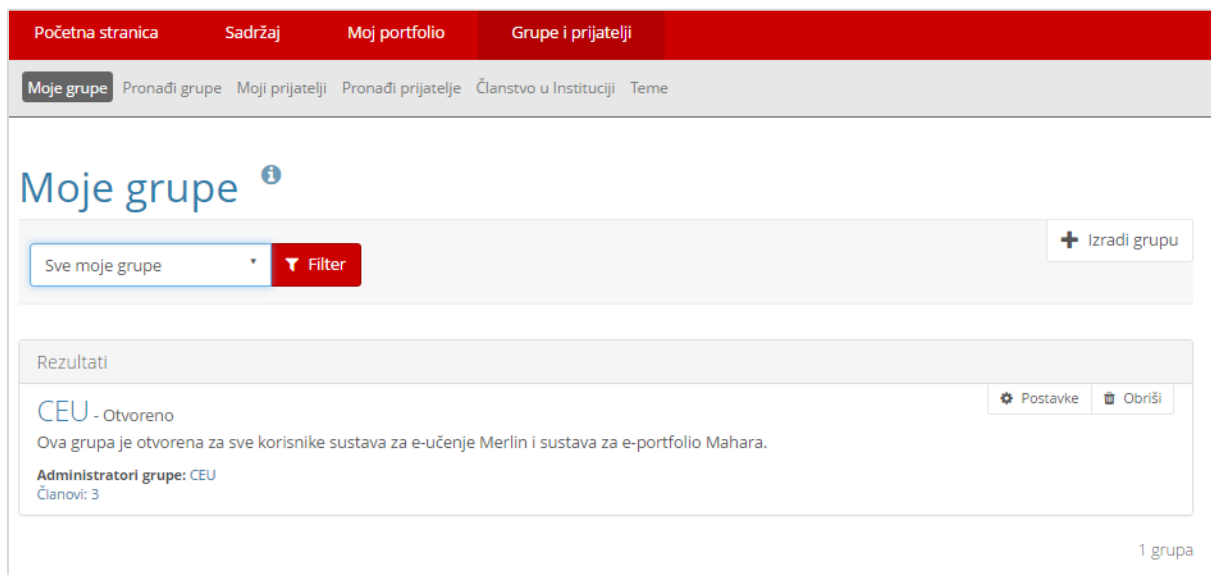 Početna stranica Sadržaj Moj portfolio Grupe i prijatelji
Moje grupe Pronađi grupe Moji prijatelji Pronađi prijatelje Članstvo u Instituciji Teme
Moje grupe
Izradi grupu
Sve moje grupe Filter
Rezultati
CEU - Otvoreno Postavke Obriši
Ova grupa je otvorena za sve korisnike sustava za e-učenje Merlin i sustava za e-portfolio Mahara.
Administratori grupe: CEU
Članovi: 3
1 grupa